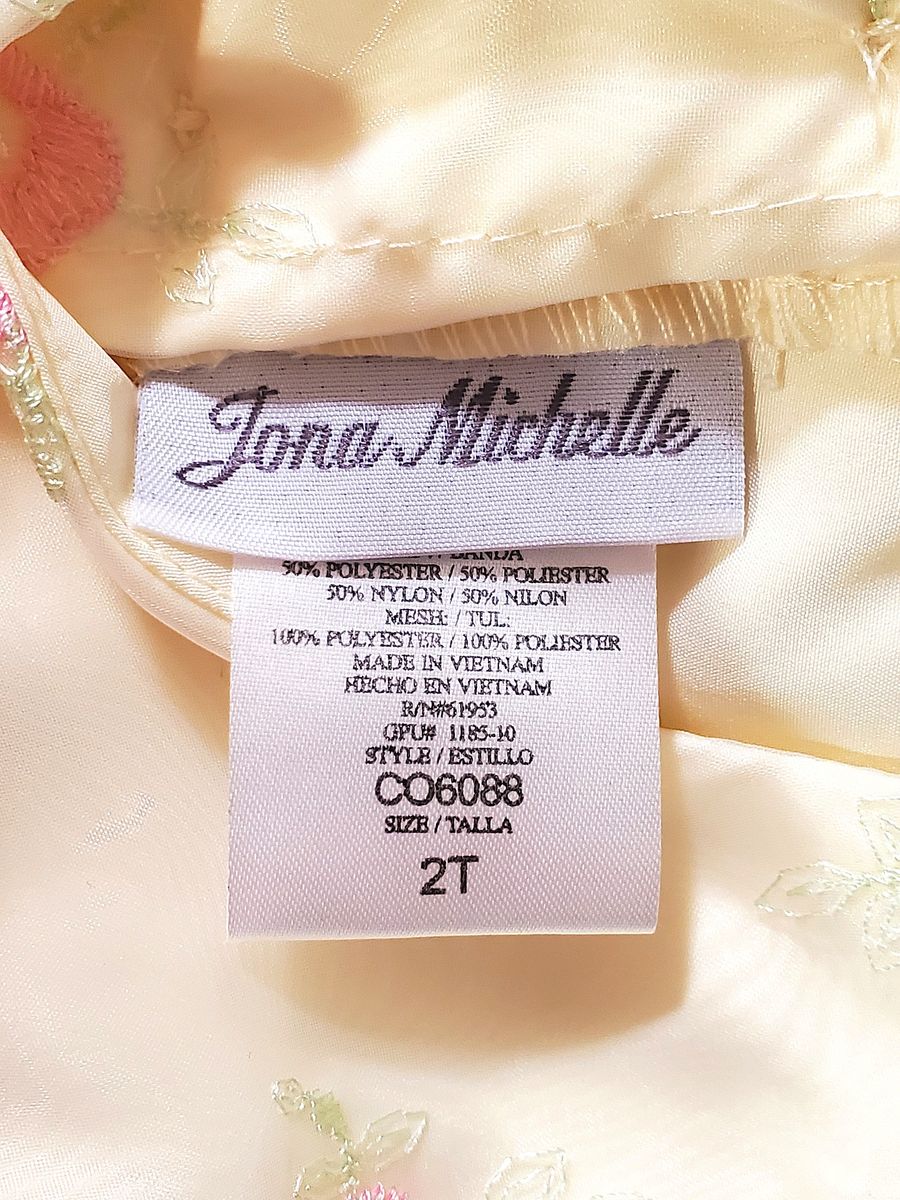 Jona Michelle
BANDA
50% POLYESTER / 50% POLIESTER
50% NYLON / 50% NILON
MESH: / TUL:
100% POLYESTER / 100% POLIESTER
MADE IN VIETNAM
HECHO EN VIETNAM
R/N#61953
GPU# 1185-10
STYLE / ESTILLO
CO6088
SIZE / TALLA
2T